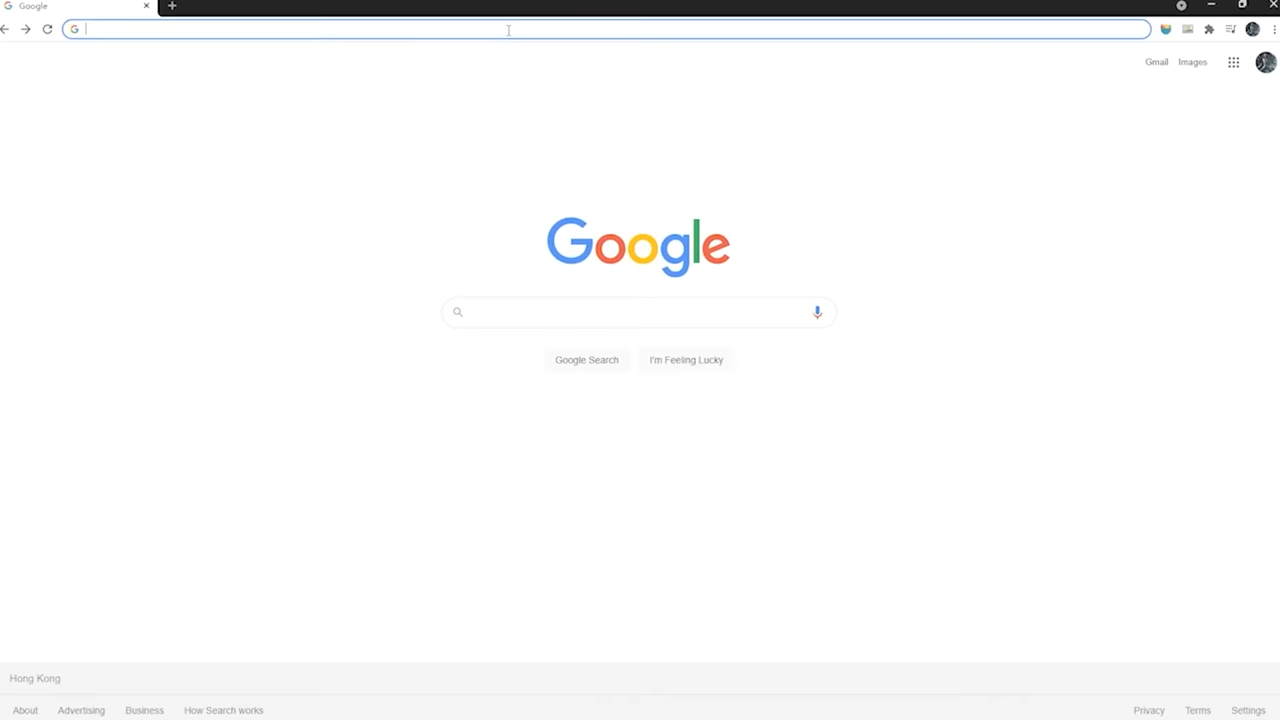 Google
Gmail Images
Google
Google Search I'm Feeling Lucky
Hong Kong
About Advertising Business How Search works Privacy Terms Settings